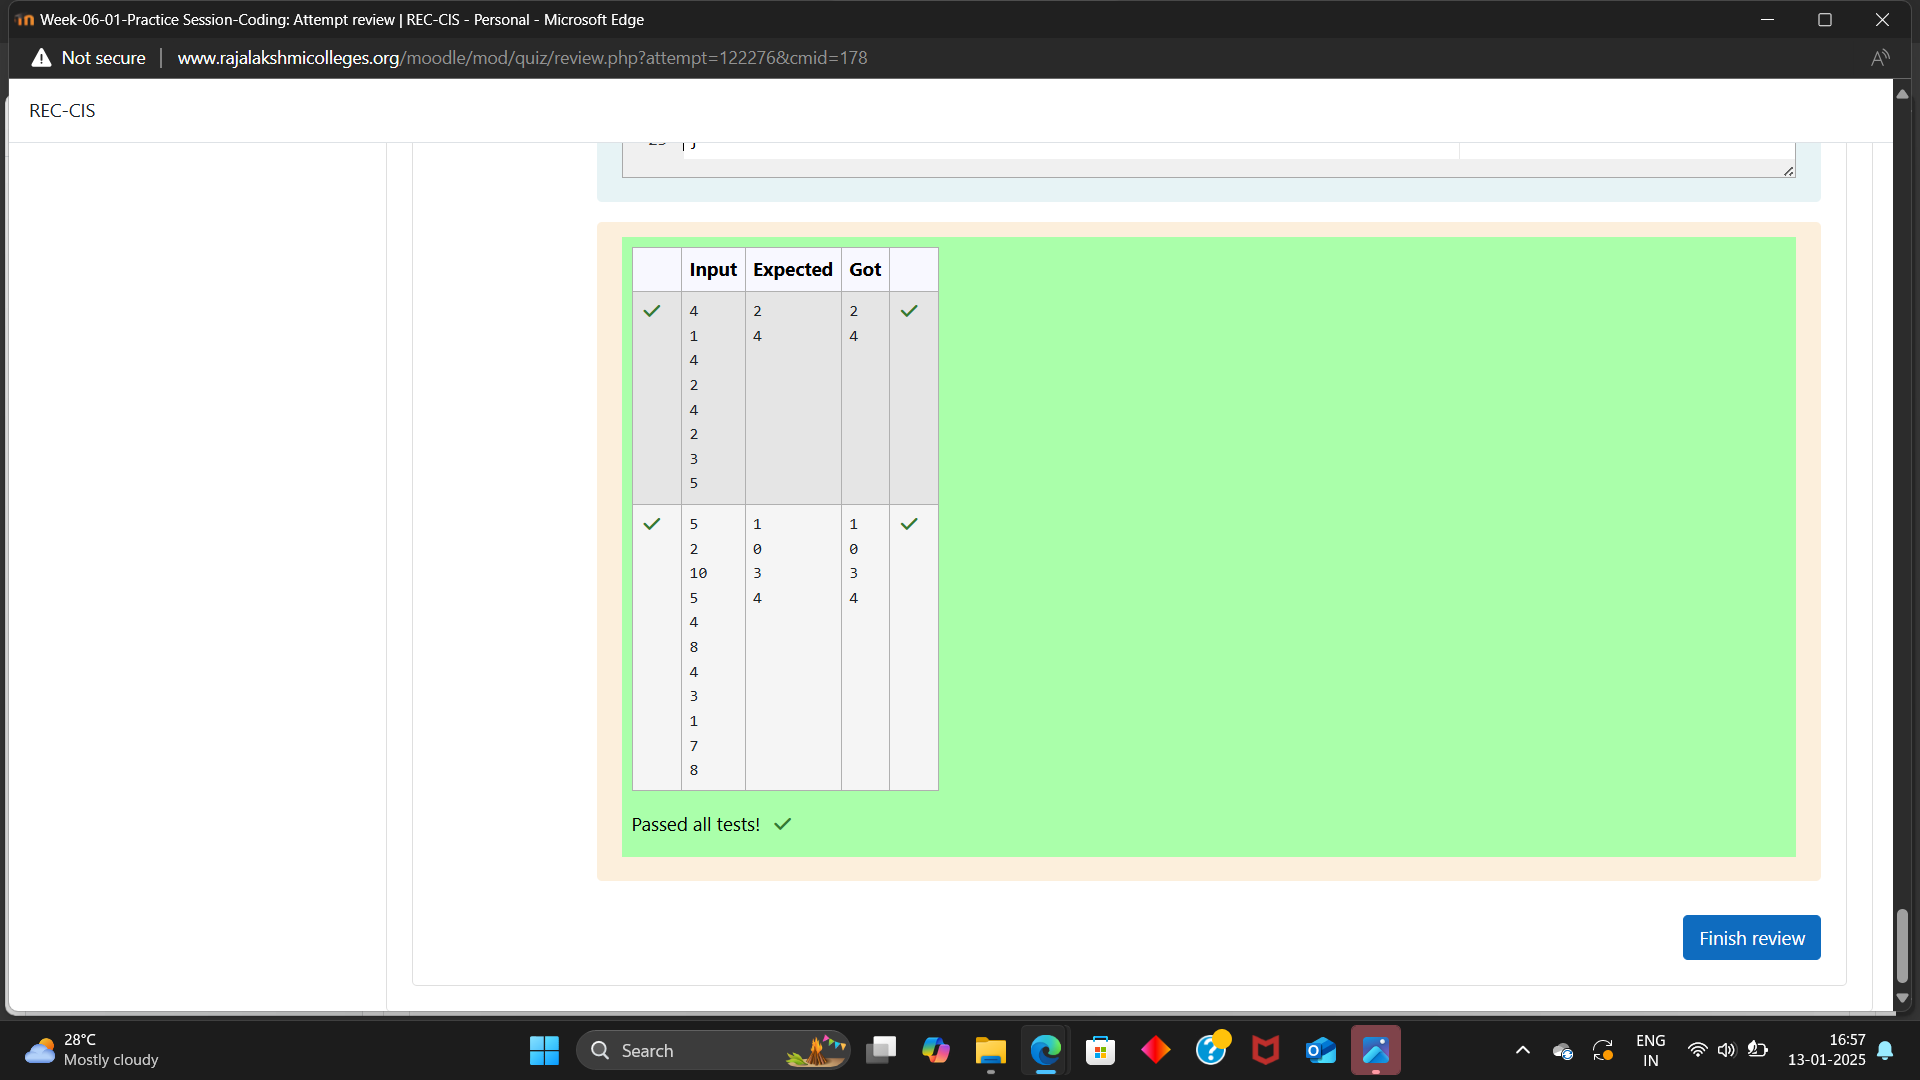 Week-06-01-Practice Session-Coding: Attempt review | REC-CIS - Personal - Microsoft Edge
Not secure | www.rajalakshmicolleges.org/moodle/mod/quiz/review.php?attempt=122276&cmid=178
REC-CIS
Input Expected Got
4 2 2
1 4 4
4
2
4
2
3
5
5 1 1
2 0 0
10 3 3
5 4 4
4
8
4
3
1
7
8
Passed all tests!
Finish review
28°C
Mostly cloudy
Search
ENG
IN
16:57
13-01-2025